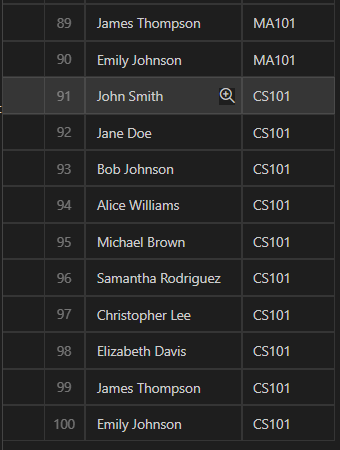 89 James Thompson MA101
90 Emily Johnson MA101
91 John Smith CS101
92 Jane Doe CS101
93 Bob Johnson CS101
94 Alice Williams CS101
95 Michael Brown CS101
96 Samantha Rodriguez CS101
97 Christopher Lee CS101
98 Elizabeth Davis CS101
99 James Thompson CS101
100 Emily Johnson CS101